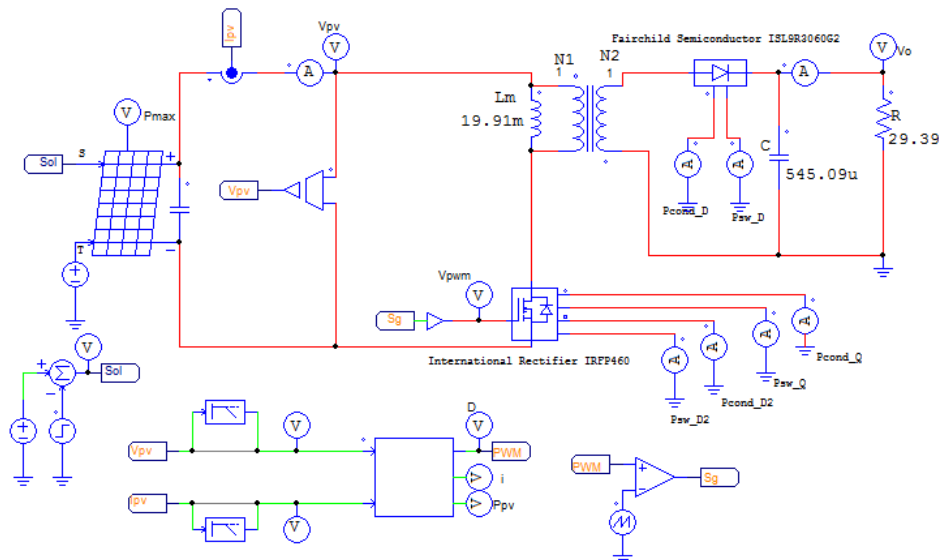 Ipv
Vpv
V
A
Fairchild Semiconductor ISL9R3060G2
V
Vo
N1
N2
1
1
A
V
Pmax
Lm
19.91m
R
29.39
Sol
S
+
C
545.09u
A
A
Vpv
Pcond_D
Psw_D
T
−
Vpwm
V
Sg
A
A
A
A
Pcond_Q
International Rectifier IRFP460
Psw_Q
Pcond_D2
Psw_D2
V
+
Σ
Sol
−
D
V
V
Vpv
PWM
V
i
V
Ppv
Ipv
V
PWM
+
−
Sg